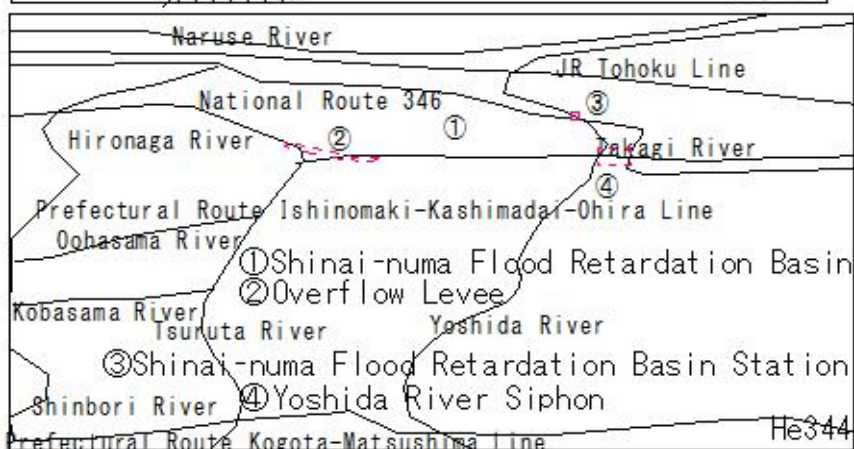 Naruse River
JR Tohoku Line
National Route 346
③
①
②
Hironaga River
Takagi River
④
Prefectural Route Ishinomaki-Kashimadai-Ohira Line
Oohasama River
①Shinai-numa Flood Retardation Basin
②Overflow Levee
Kobasama River
Tsuruta River
Yoshida River
③Shinai-numa Flood Retardation Basin Station
④Yoshida River Siphon
Shinbori River
He344
Prefectural Route Kogota-Matsushima Line